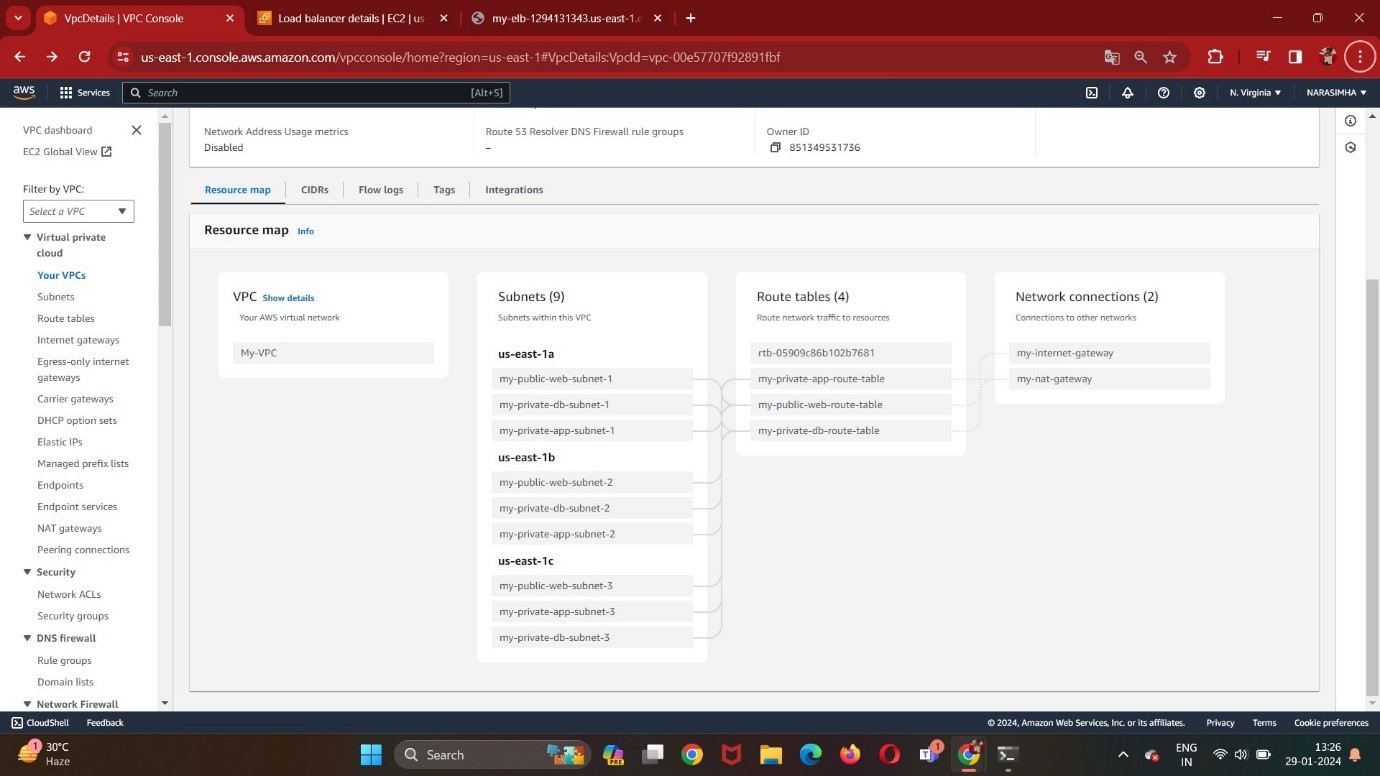 VpcDetails | VPC Console
Load balancer details | EC2 | us-
my-elb-1294131343.us-east-1.e
us-east-1.console.aws.amazon.com/vpcconsole/home?region=us-east-1#VpcDetails:VpcId=vpc-00e57707f92891fbf
aws
Services
Search
[Alt+S]
N. Virginia
NARASIMHA
VPC dashboard
EC2 Global View
Filter by VPC:
Select a VPC
Virtual private
cloud
Your VPCs
Subnets
Route tables
Internet gateways
Egress-only internet
gateways
Carrier gateways
DHCP option sets
Elastic IPs
Managed prefix lists
Endpoints
Endpoint services
NAT gateways
Peering connections
Security
Network ACLs
Security groups
DNS firewall
Rule groups
Domain lists
Network Firewall
Network Address Usage metrics
Disabled
Route 53 Resolver DNS Firewall rule groups
–
Owner ID
851349531736
Resource map
CIDRs
Flow logs
Tags
Integrations
Resource map Info
VPC Show details
Your AWS virtual network
My-VPC
Subnets (9)
Subnets within this VPC
us-east-1a
my-public-web-subnet-1
my-private-db-subnet-1
my-private-app-subnet-1
us-east-1b
my-public-web-subnet-2
my-private-db-subnet-2
my-private-app-subnet-2
us-east-1c
my-public-web-subnet-3
my-private-app-subnet-3
my-private-db-subnet-3
Route tables (4)
Route network traffic to resources
rtb-05909c86b102b7681
my-private-app-route-table
my-public-web-route-table
my-private-db-route-table
Network connections (2)
Connections to other networks
my-internet-gateway
my-nat-gateway
CloudShell
Feedback
© 2024, Amazon Web Services, Inc. or its affiliates.
Privacy
Terms
Cookie preferences
1
30°C
Haze
Search
PRE
1
ENG
IN
13:26
29-01-2024